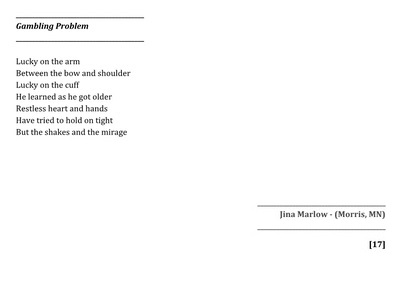 Gambling Problem
Lucky on the arm
Between the bow and shoulder
Lucky on the cuff
He learned as he got older
Restless heart and hands
Have tried to hold on tight
But the shakes and the mirage
Jina Marlow - (Morris, MN)
[17]